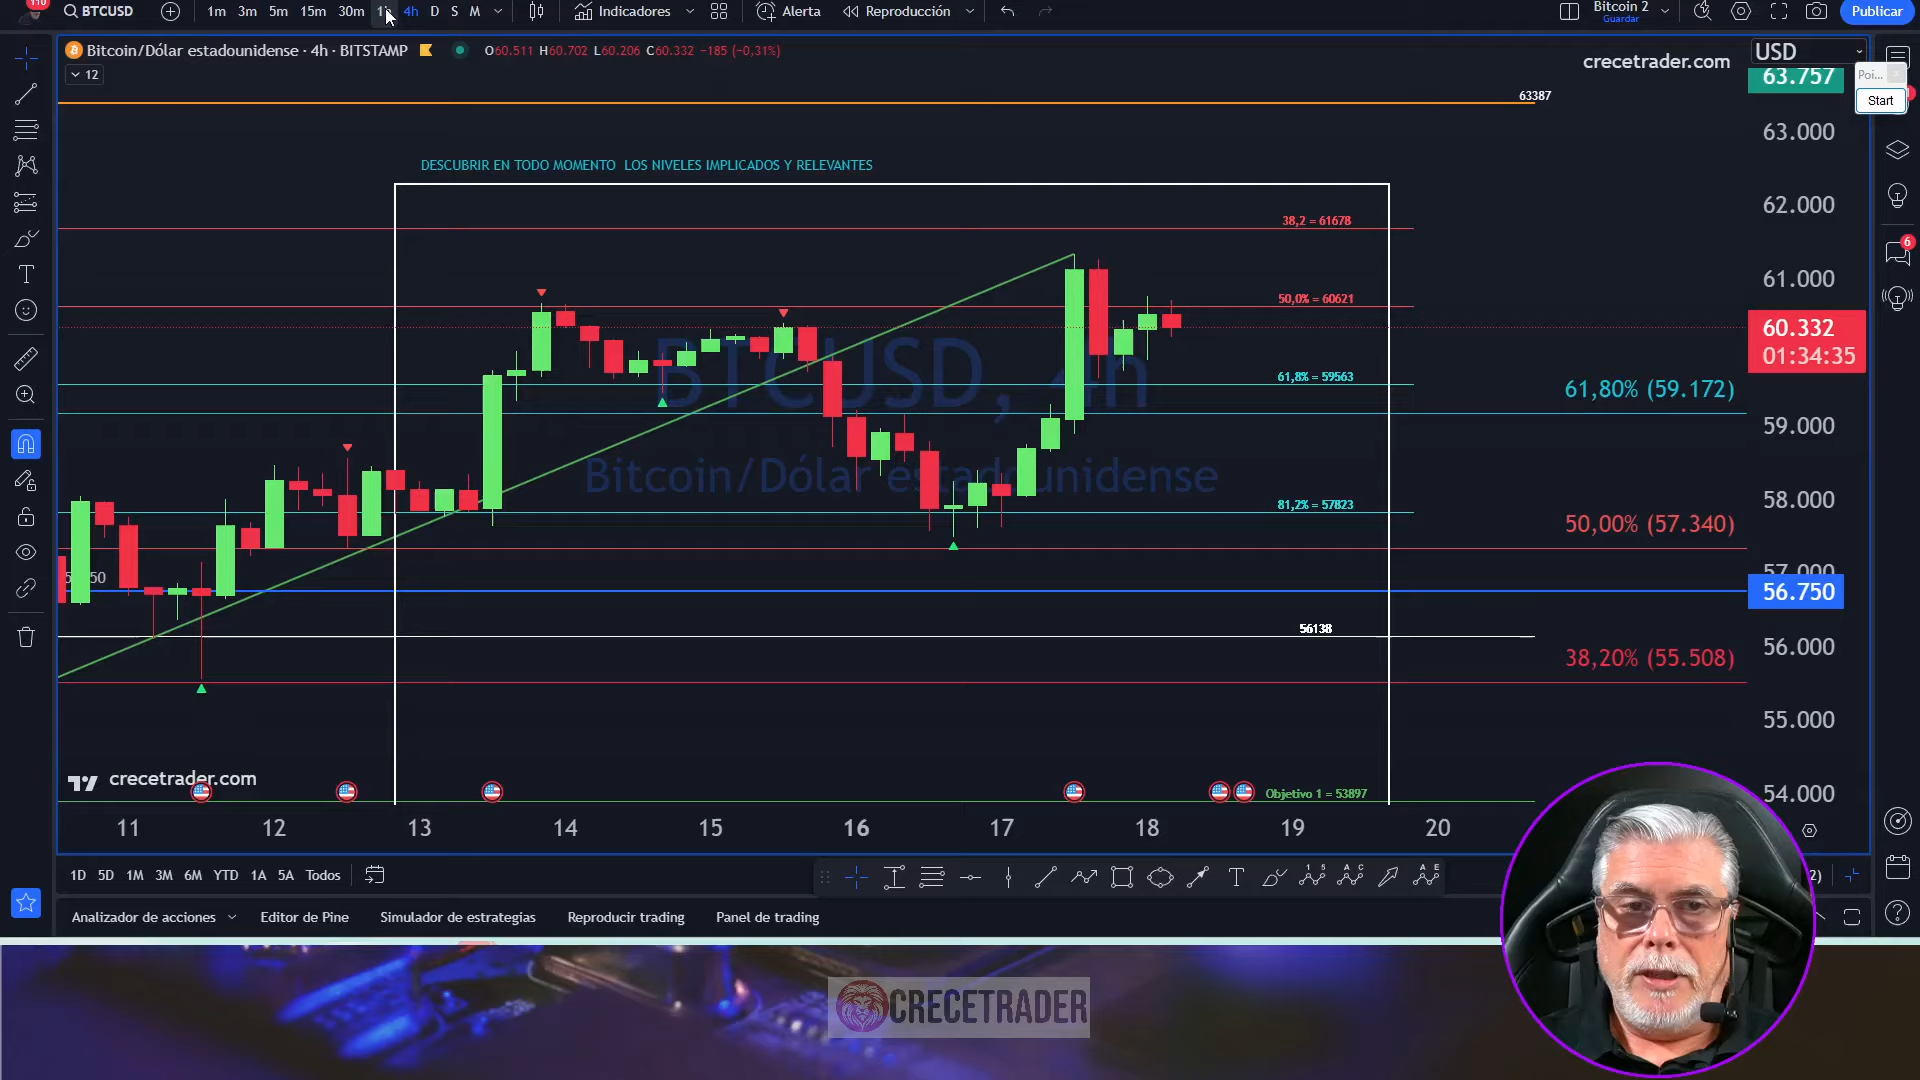 110
BTCUSD
1m 3m 5m 15m 30m 4h D S M
Indicadores
Alerta
Reproducción
Bitcoin 2
Guardar
Publicar
Bitcoin/Dólar estadounidense · 4h · BITSTAMP
O60.511 H60.702 L60.206 C60.332 −185 (−0,31%)
12
crecetrader.com
USD
63.757
Poi...
Start
63387
63.000
DESCUBRIR EN TODO MOMENTO LOS NIVELES IMPLICADOS Y RELEVANTES
62.000
38,2 = 61678
6
61.000
50,0% = 60621
60.332
01:34:35
BTCUSD, 4h
61,8% = 59563
61,80% (59.172)
59.000
Bitcoin/Dólar estadounidense
58.000
81,2% = 57823
50,00% (57.340)
57.000
56.750
56138
56.000
38,20% (55.508)
55.000
crecetrader.com
Objetivo 1 = 53897
54.000
11 12 13 14 15 16 17 18 19 20
1D 5D 1M 3M 6M YTD 1A 5A Todos
Analizador de acciones
Editor de Pine
Simulador de estrategias
Reproducir trading
Panel de trading
CRECETRADER